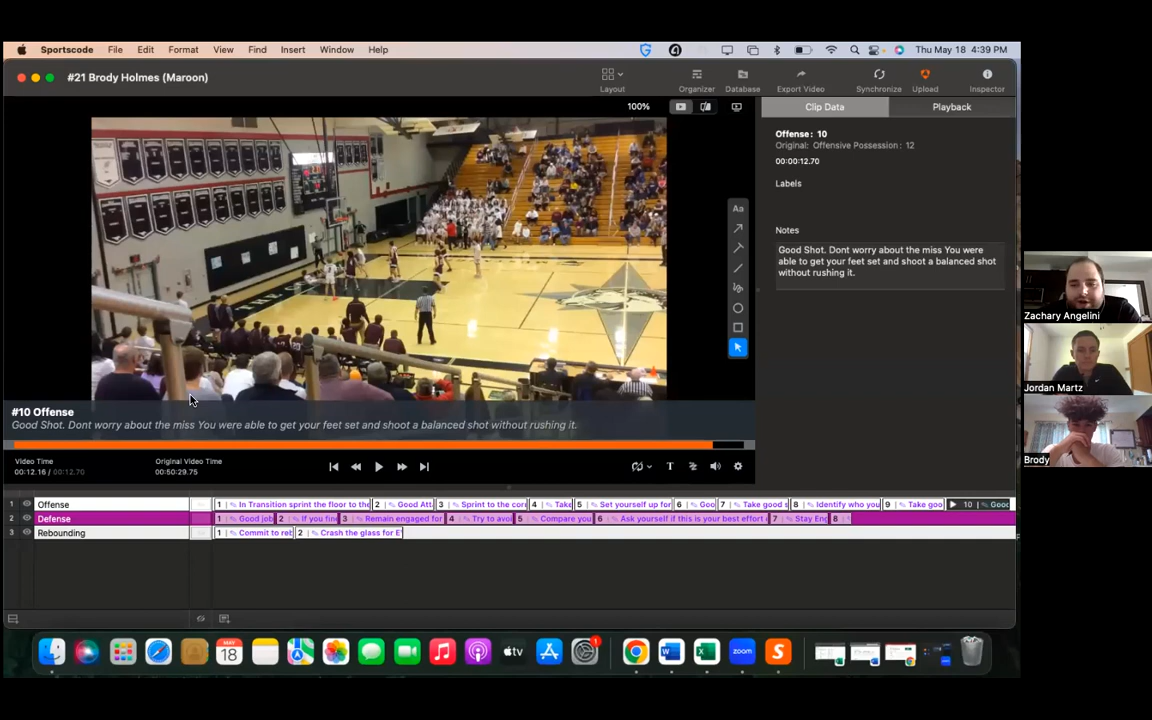 Sportscode File Edit Format View Find Insert Window Help Thu May 18 4:39 PM
#21 Brody Holmes (Maroon)
Layout Organizer Database Export Video Synchronize Upload Inspector
100%
Clip Data Playback
Offense: 10
Original: Offensive Possession : 12
00:00:12.70
Labels
Notes
Good Shot. Dont worry about the miss You were
able to get your feet set and shoot a balanced shot
without rushing it.
Aa
THE
Zachary Angelini
Jordan Martz
Brody
#10 Offense
Good Shot. Dont worry about the miss You were able to get your feet set and shoot a balanced shot without rushing it.
Video Time
00:12.16 / 00:12.70
Original Video Time
00:50:29.75
T
1 Offense 1 In Transition sprint the floor to the 2 Good Att 3 Sprint to the cor 4 Take 5 Set yourself up for 6 Goo 7 Take good s 8 Identify who you 9 Take goo 10 Good
2 Defense 1 Good job 2 If you fin 3 Remain engaged for 4 Try to avoi 5 Compare you 6 Ask yourself if this is your best effort 7 Stay Eng 8
3 Rebounding 1 Commit to reb 2 Crash the glass for E
MAY
18
tv
1
W
X
zoom
S